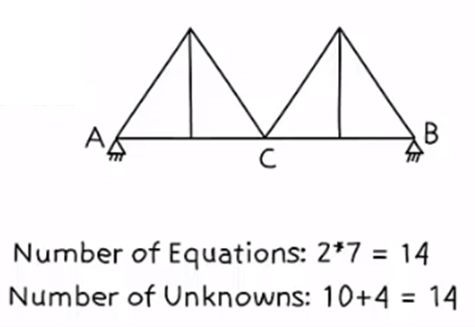 A B
C
Number of Equations: 2*7 = 14
Number of Unknowns: 10+4 = 14